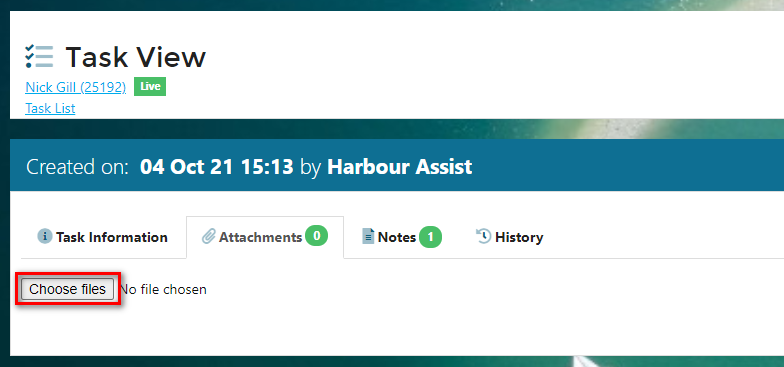 Task View
Nick Gill (25192) Live
Task List
Created on: 04 Oct 21 15:13 by Harbour Assist
Task Information Attachments 0 Notes 1 History
Choose files No file chosen